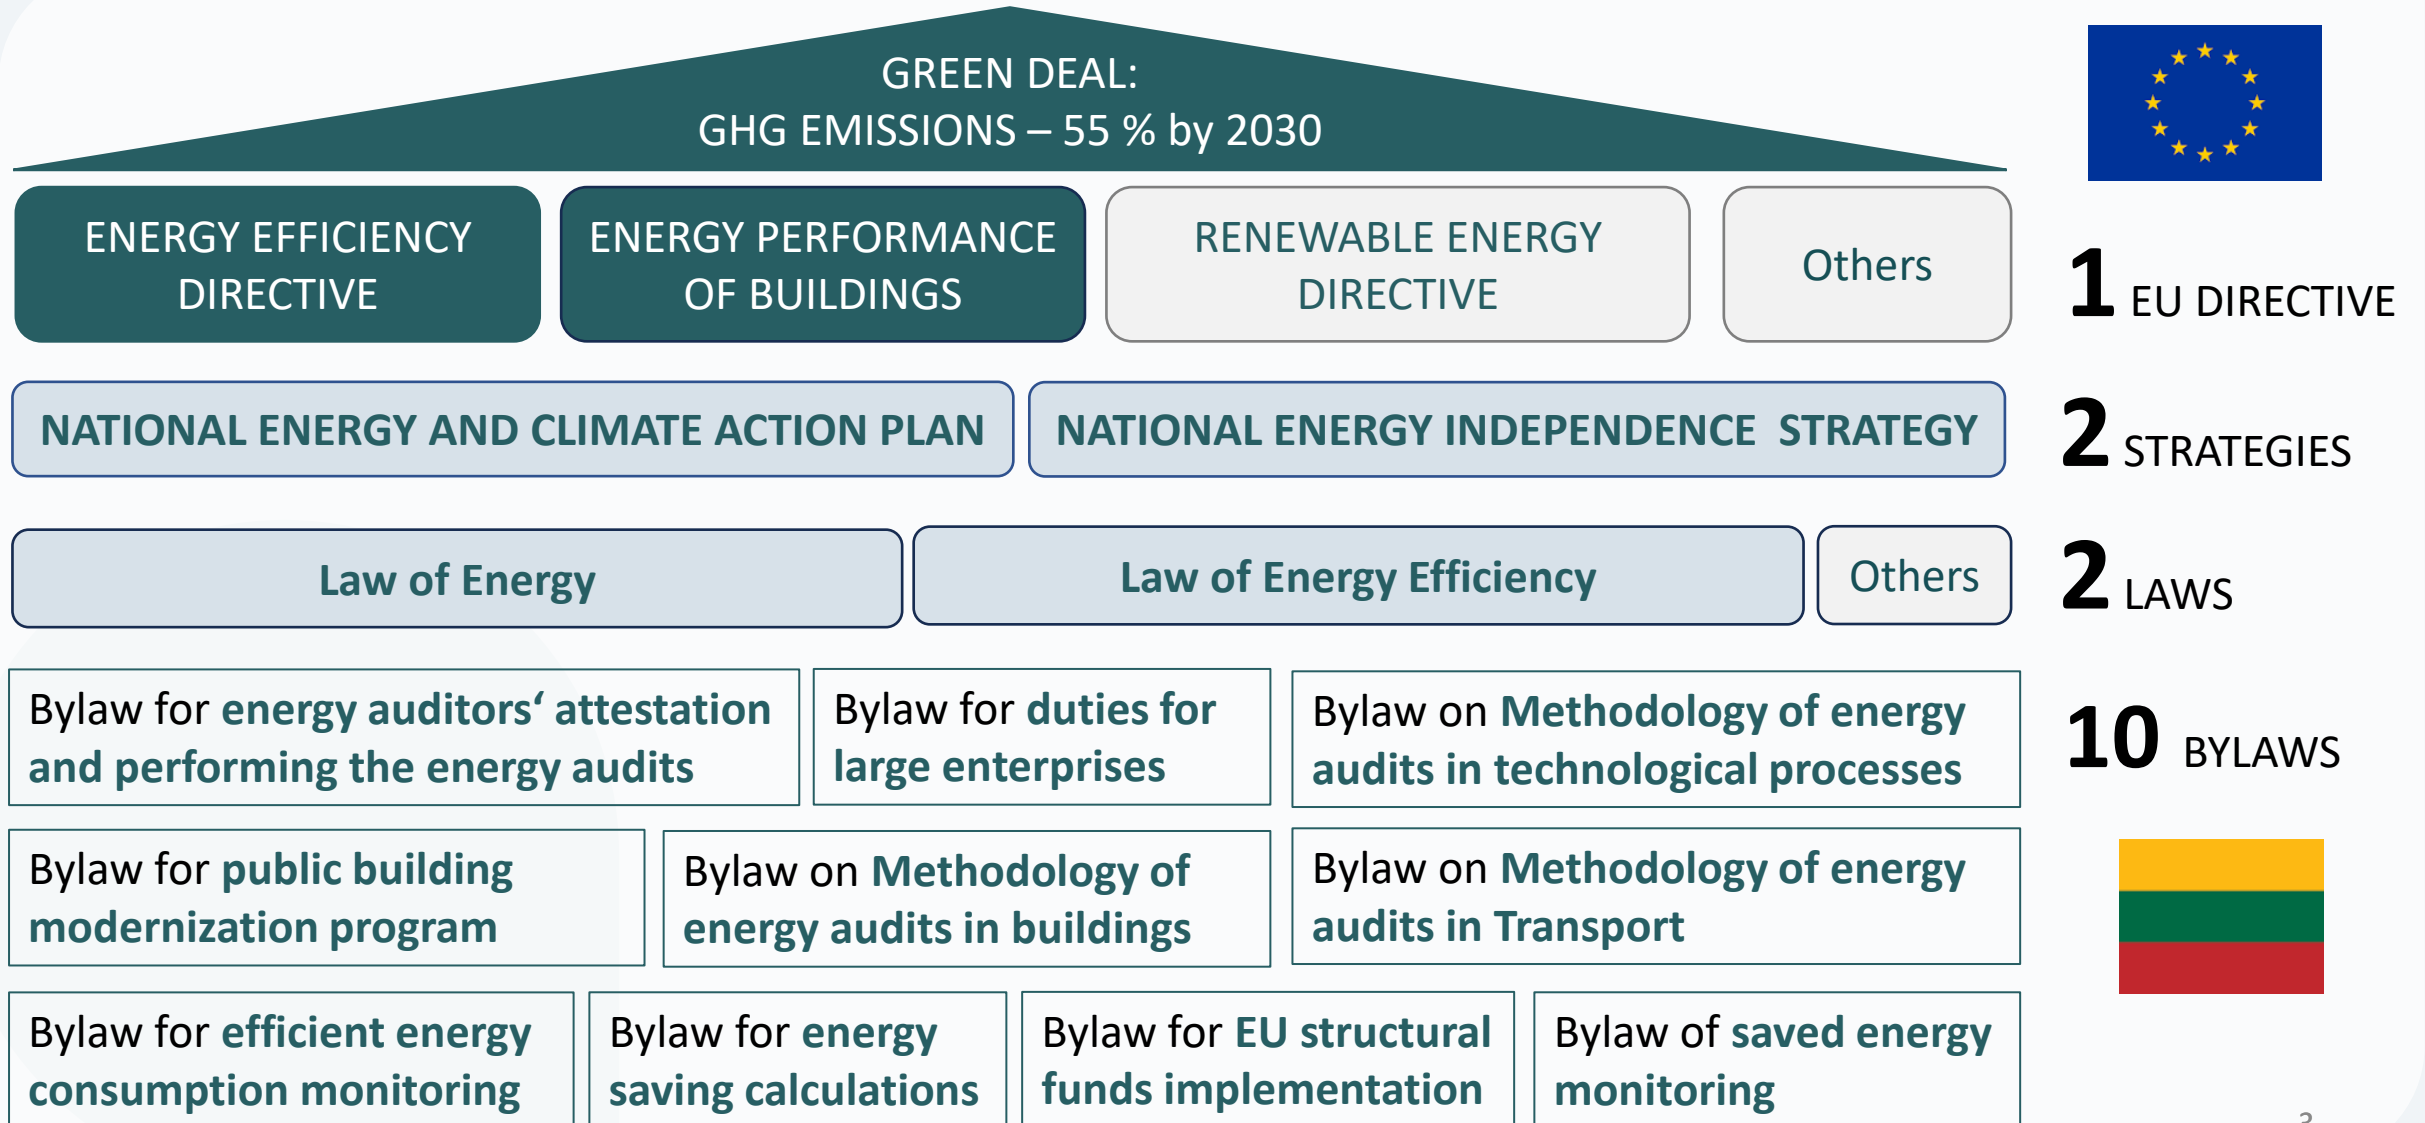 GREEN DEAL:
GHG EMISSIONS – 55 % by 2030
ENERGY EFFICIENCY
DIRECTIVE
ENERGY PERFORMANCE
OF BUILDINGS
RENEWABLE ENERGY
DIRECTIVE
Others
1 EU DIRECTIVE
NATIONAL ENERGY AND CLIMATE ACTION PLAN
NATIONAL ENERGY INDEPENDENCE  STRATEGY
2 STRATEGIES
Law of Energy
Law of Energy Efficiency
Others
2 LAWS
Bylaw for energy auditors‘ attestation
and performing the energy audits
Bylaw for duties for
large enterprises
Bylaw on Methodology of energy
audits in technological processes
10 BYLAWS
Bylaw for public building
modernization program
Bylaw on Methodology of
energy audits in buildings
Bylaw on Methodology of energy
audits in Transport
Bylaw for efficient energy
consumption monitoring
Bylaw for energy
saving calculations
Bylaw for EU structural
funds implementation
Bylaw of saved energy
monitoring